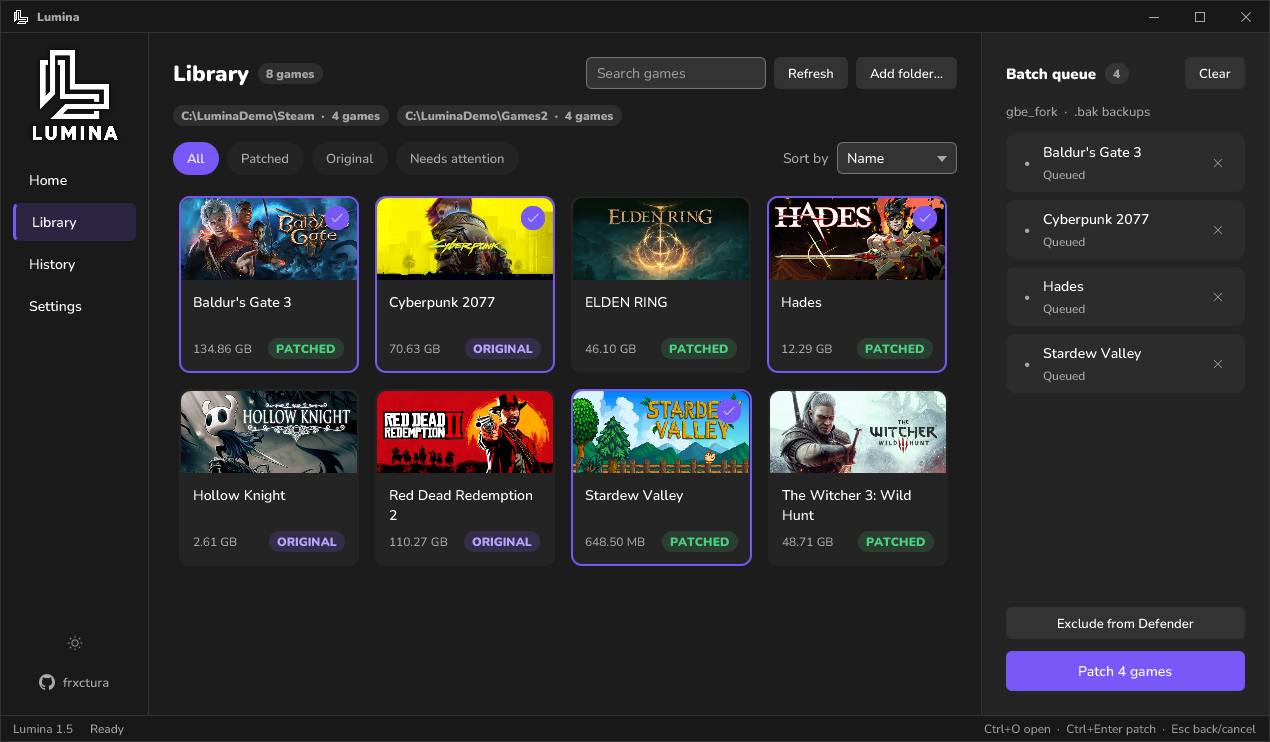 Lumina
LUMINA
Home
Library
History
Settings
frxctura
Library
8 games
Search games
Refresh
Add folder...
C:\LuminaDemo\Steam · 4 games
C:\LuminaDemo\Games2 · 4 games
All
Patched
Original
Needs attention
Sort by
Name
Baldur's Gate
Baldur's Gate 3
134.86 GB
PATCHED
CYBERPUNK
Cyberpunk 2077
70.63 GB
ORIGINAL
ELDEN RING
ELDEN RING
46.10 GB
PATCHED
HADES
Hades
12.29 GB
PATCHED
HOLLOW KNIGHT
Hollow Knight
2.61 GB
ORIGINAL
RED DEAD
REDEMPTION
II
Red Dead Redemption
2
110.27 GB
ORIGINAL
STARDEW
VALLEY
Stardew Valley
648.50 MB
PATCHED
THE
WITCHER
WILD HUNT
The Witcher 3: Wild
Hunt
48.71 GB
PATCHED
Batch queue
4
Clear
gbe_fork · .bak backups
Baldur's Gate 3
Queued
Cyberpunk 2077
Queued
Hades
Queued
Stardew Valley
Queued
Exclude from Defender
Patch 4 games
Lumina 1.5
Ready
Ctrl+O open · Ctrl+Enter patch · Esc back/cancel